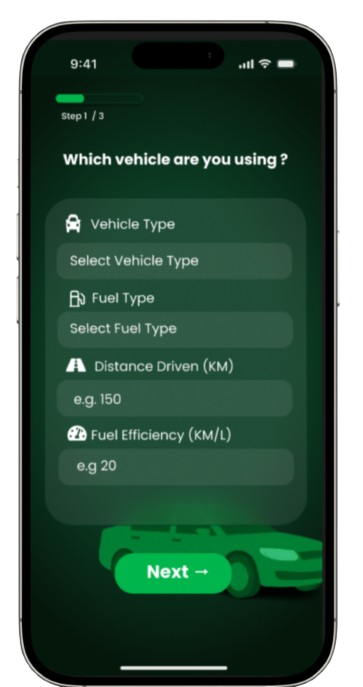 9:41
Step 1 / 3
Which vehicle are you using ?
Vehicle Type
Select Vehicle Type
Fuel Type
Select Fuel Type
Distance Driven (KM)
e.g. 150
Fuel Efficiency (KM/L)
e.g 20
Next →